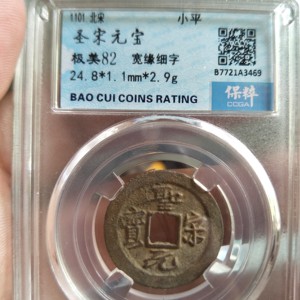 1101 北宋 小平
圣宋元宝
极美82 宽缘细字
24.8*1.1mm*2.9g
B7721A3469
保粹
COGA
BAO CUI COINS RATING
聖宋元寶